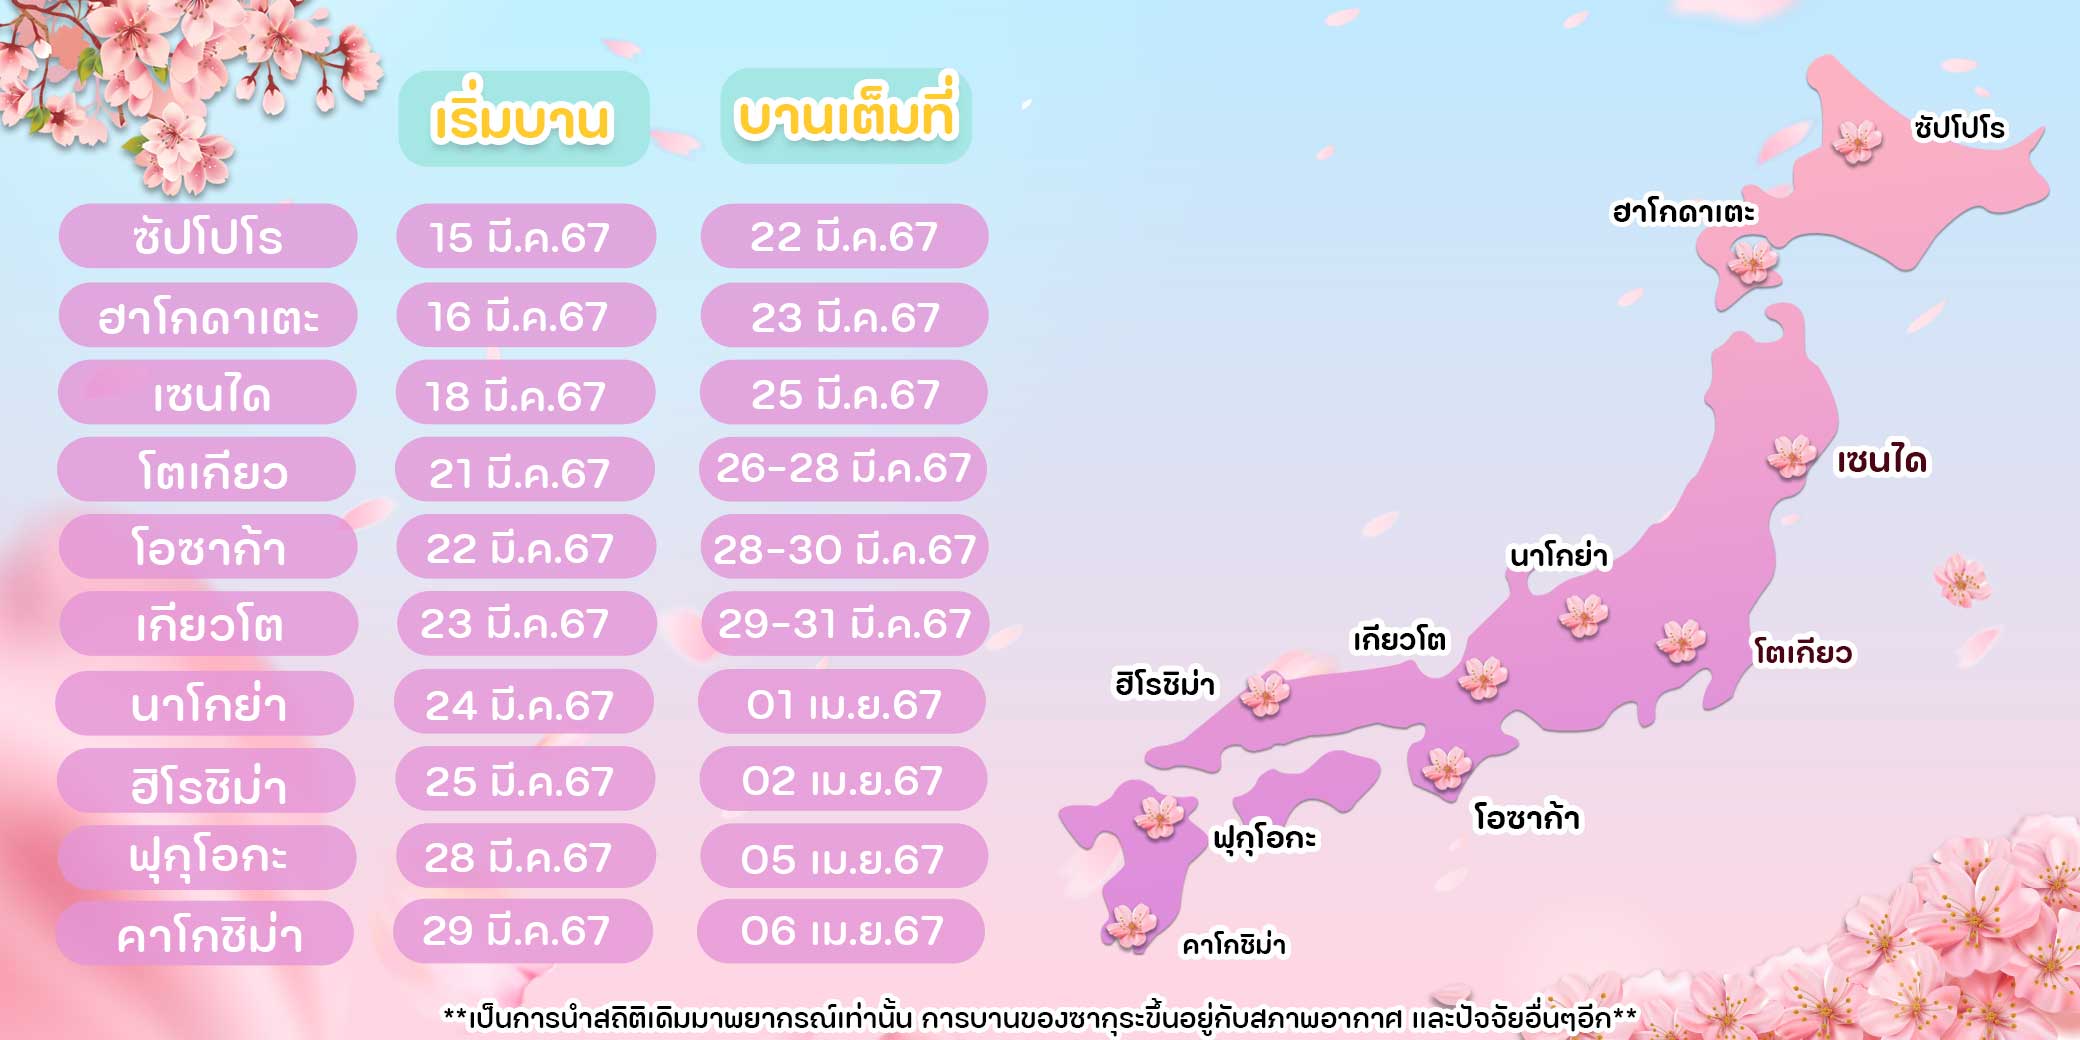 เริ่มบาน บานเต็มที่
ซัปโปโร 15 มี.ค.67 22 มี.ค.67
ฮาโกดาเตะ 16 มี.ค.67 23 มี.ค.67
เซนได 18 มี.ค.67 25 มี.ค.67
โตเกียว 21 มี.ค.67 26-28 มี.ค.67
โอซาก้า 22 มี.ค.67 28-30 มี.ค.67
เกียวโต 23 มี.ค.67 29-31 มี.ค.67
นาโกย่า 24 มี.ค.67 01 เม.ย.67
ฮิโรชิม่า 25 มี.ค.67 02 เม.ย.67
ฟุกุโอกะ 28 มี.ค.67 05 เม.ย.67
คาโกชิม่า 29 มี.ค.67 06 เม.ย.67
ซัปโปโร
ฮาโกดาเตะ
เซนได
นาโกย่า
เกียวโต
โตเกียว
ฮิโรชิม่า
โอซาก้า
ฟุกุโอกะ
คาโกชิม่า
**เป็นการนำสถิติเดิมมาพยากรณ์เท่านั้น การบานของซากุระขึ้นอยู่กับสภาพอากาศ และปัจจัยอื่นๆอีก**